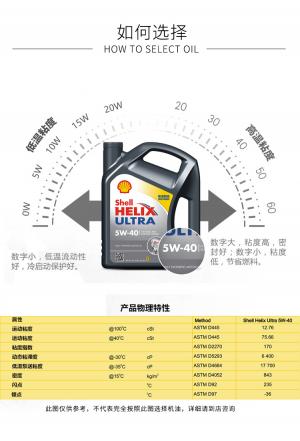 如何选择
HOW TO SELECT OIL
低温粘度
0W
5W
10W
15W
20W
20
30
40
50
60
高温粘度
Shell
HELIX
ULTRA
5W-40
5W-40
数字小，低温流动性
好，冷启动保护好。
数字大，粘度高，密
封好；数字小，粘度
低，节省燃料。
产品物理特性
属性 Method Shell Helix Ultra 5W-40
运动粘度 @100℃ cSt ASTM D445 12.76
运动粘度 @40℃ cSt ASTM D445 75.66
粘度指数 ASTM D2270 170
动态粘滞度 @-30℃ cP ASTM D5293 6 400
低温泵送粘度 @-35℃ cP ASTM D4684 17 700
密度 @15℃ kg/m³ ASTM D4052 843
闪点 ℃ ASTM D92 235
倾点 ℃ ASTM D97 -36
此图仅供参考，不代表完全按照此图选择机油，详细请到店咨询